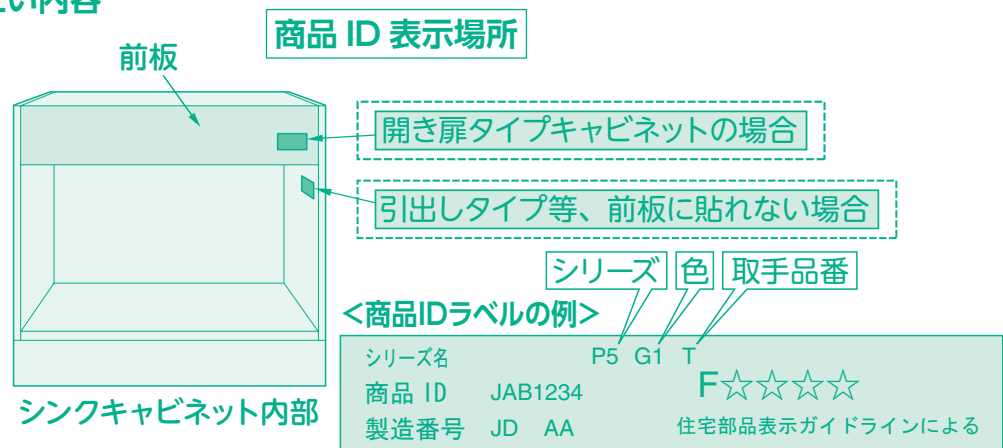 商品 ID 表示場所
前板
開き扉タイプキャビネットの場合
引出しタイプ等、前板に貼れない場合
シリーズ 色 取手品番
<商品IDラベルの例>
シリーズ名 P5 G1 T
商品 ID JAB1234 F☆☆☆☆
製造番号 JD AA 住宅部品表示ガイドラインによる
シンクキャビネット内部